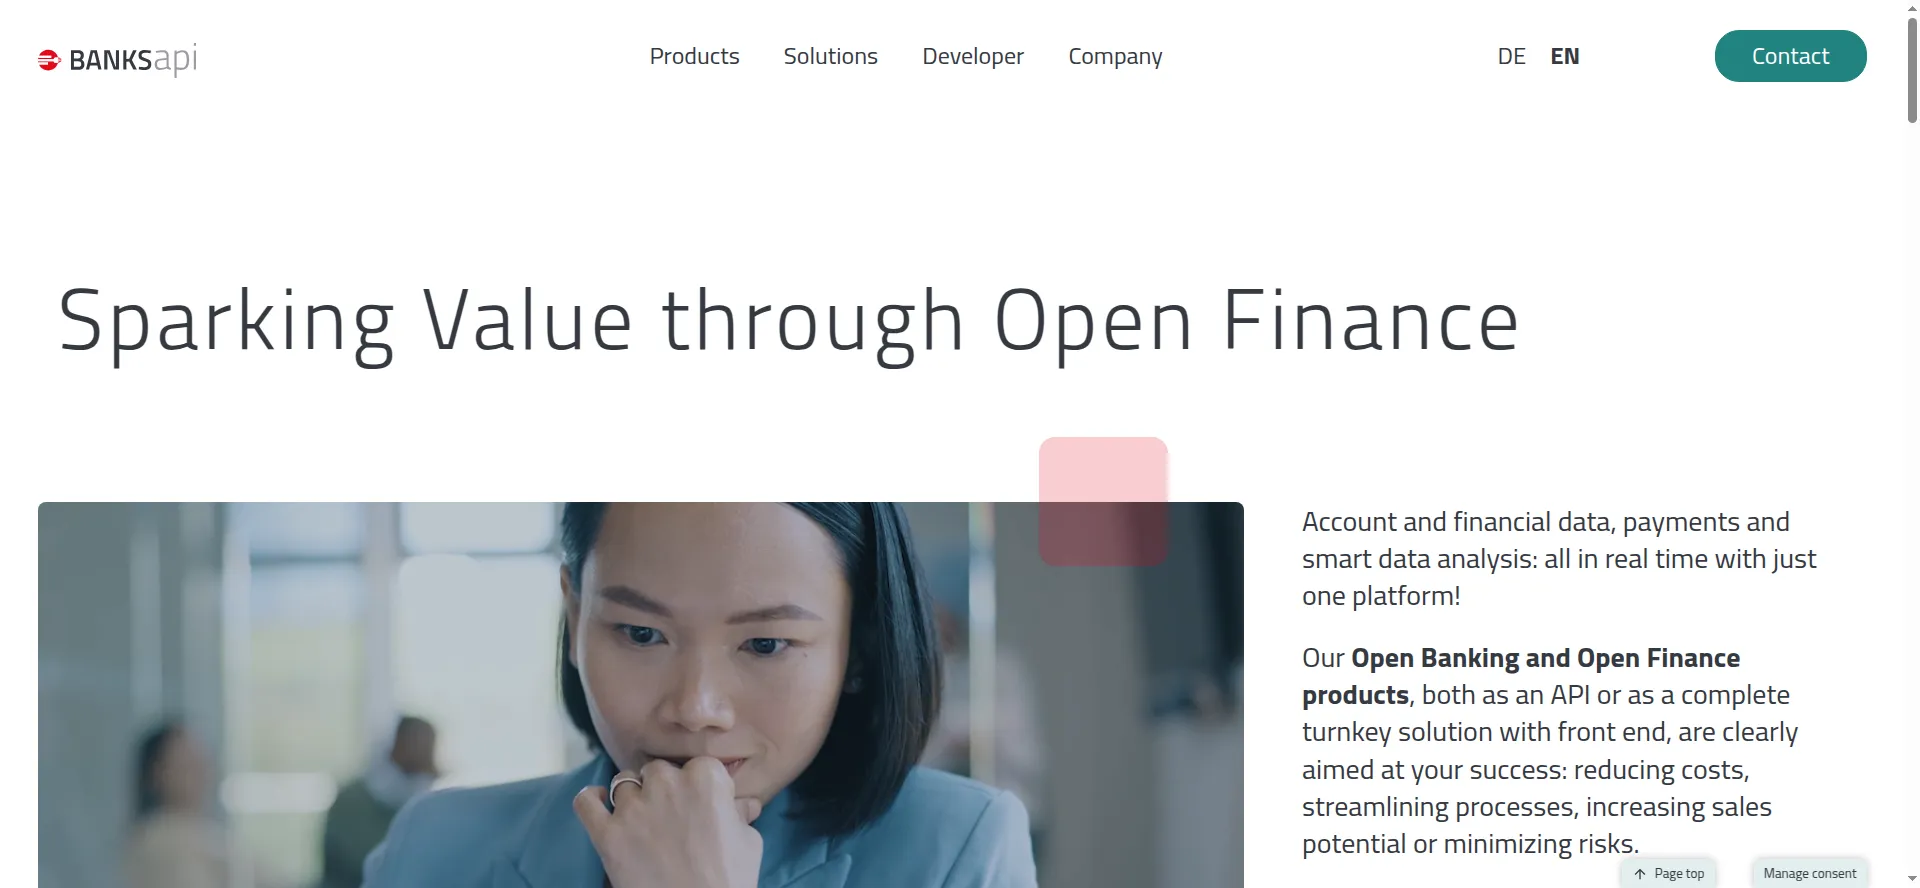 BANKSapi
Products
Solutions
Developer
Company
DE
EN
Contact
Sparking Value through Open Finance
Account and financial data, payments and
smart data analysis: all in real time with just
one platform!
Our Open Banking and Open Finance
products, both as an API or as a complete
turnkey solution with front end, are clearly
aimed at your success: reducing costs,
streamlining processes, increasing sales
potential or minimizing risks.
Page top
Manage consent